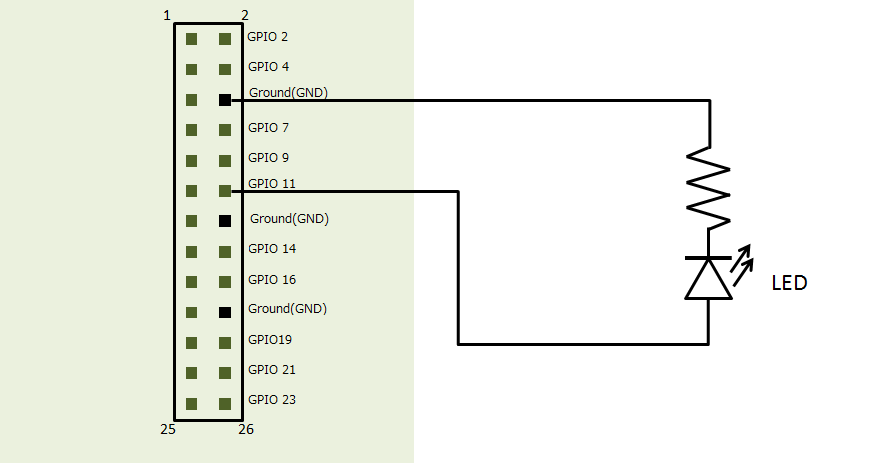 1 2
GPIO 2
GPIO 4
Ground(GND)
GPIO 7
GPIO 9
GPIO 11
Ground(GND)
GPIO 14
GPIO 16
LED
Ground(GND)
GPIO19
GPIO 21
GPIO 23
25 26